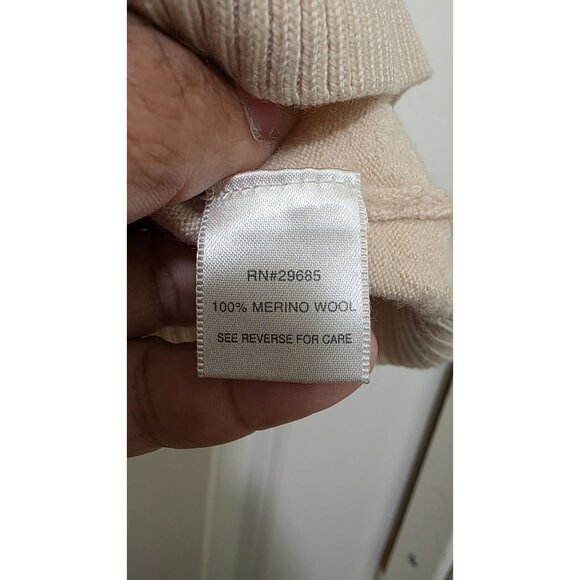 RN#29685
100% MERINO WOOL
SEE REVERSE FOR CARE